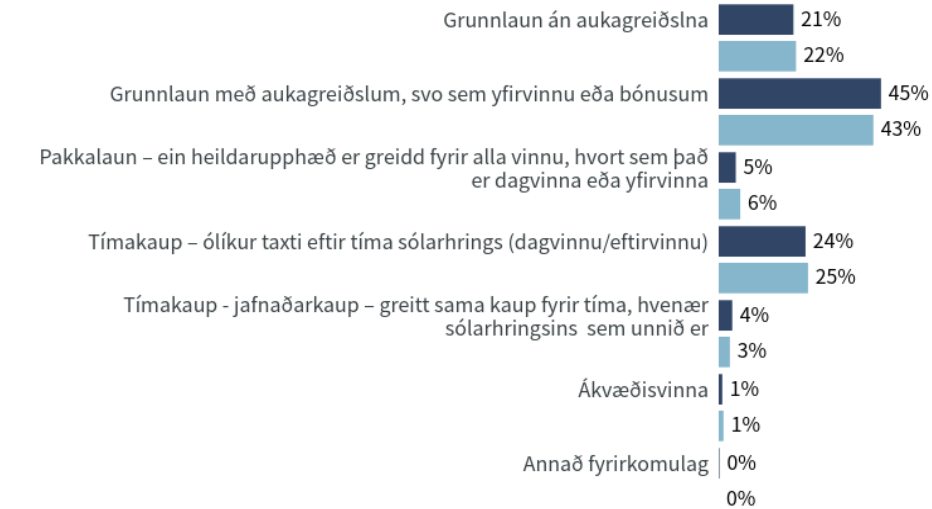 Grunnlaun án aukagreiðslna
21%
22%
Grunnlaun með aukagreiðslum, svo sem yfirvinnu eða bónusum
45%
43%
Pakkalaun – ein heildarupphæð er greidd fyrir alla vinnu, hvort sem það
er dagvinna eða yfirvinna
5%
6%
Tímakaup – ólíkur taxti eftir tíma sólarhrings (dagvinnu/eftirvinnu)
24%
25%
Tímakaup - jafnaðarkaup – greitt sama kaup fyrir tíma, hvenær
sólarhringsins  sem unnið er
4%
3%
Ákvæðisvinna
1%
1%
Annað fyrirkomulag
0%
0%